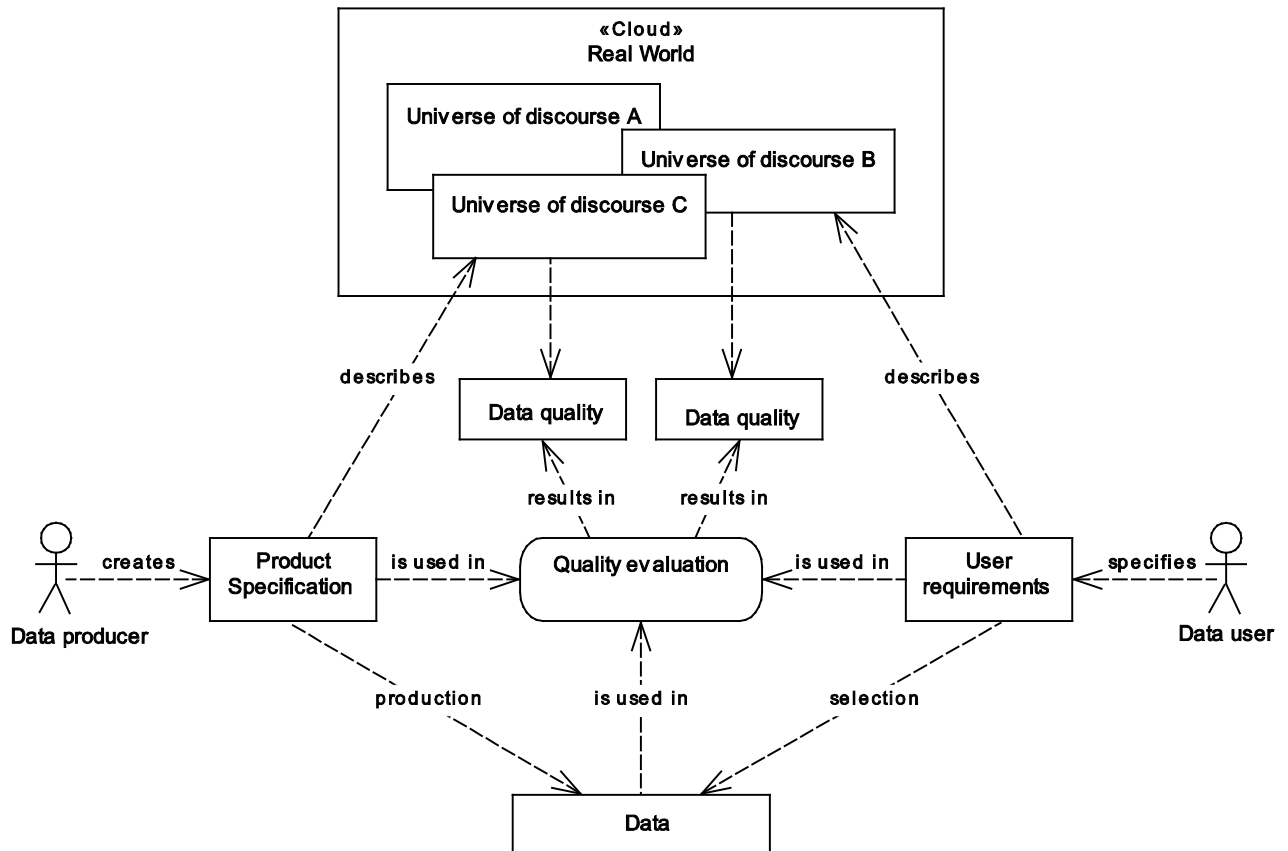 «Cloud»
Real World
Universe of discourse A
Universe of discourse B
Universe of discourse C
describes
describes
Data quality
Data quality
results in
results in
creates
Product
Specification
is used in
Quality evaluation
is used in
User
requirements
specifies
Data producer
Data user
production
is used in
selection
Data